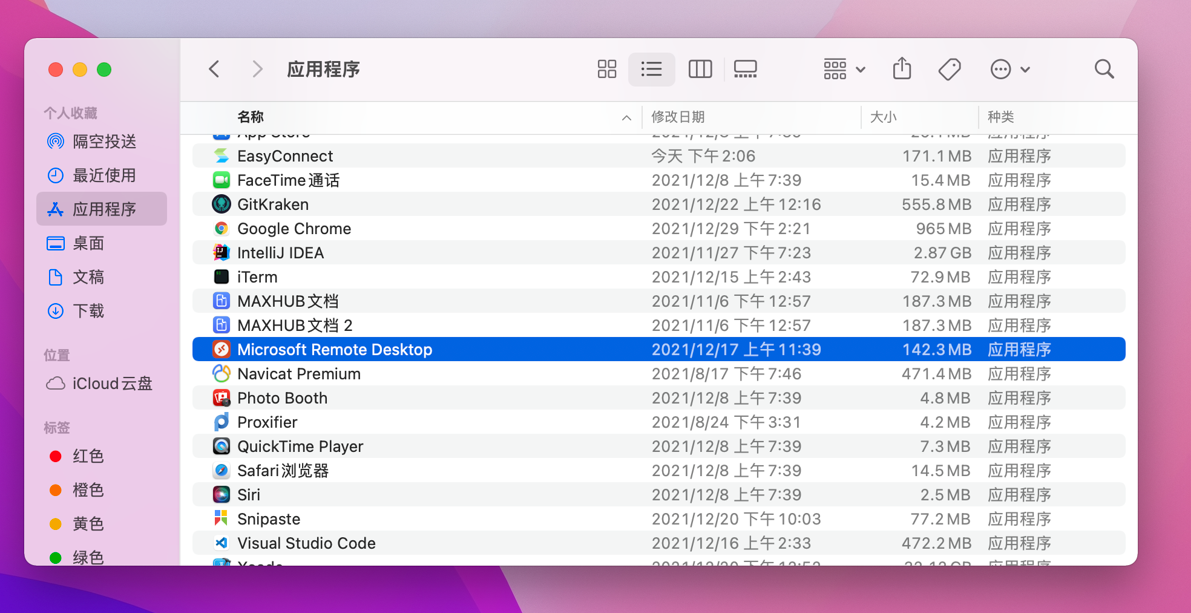 应用程序
个人收藏
隔空投送
最近使用
应用程序
桌面
文稿
下载
位置
iCloud云盘
标签
红色
橙色
黄色
绿色
名称 修改日期 大小 种类
App Store 应用程序
EasyConnect 今天 下午2:06 171.1 MB 应用程序
FaceTime通话 2021/12/8 上午7:39 15.4 MB 应用程序
GitKraken 2021/12/22 上午12:16 555.8 MB 应用程序
Google Chrome 2021/12/29 下午2:21 965 MB 应用程序
IntelliJ IDEA 2021/11/27 下午7:23 2.87 GB 应用程序
iTerm 2021/12/15 上午2:43 72.9 MB 应用程序
MAXHUB文档 2021/11/6 下午12:57 187.3 MB 应用程序
MAXHUB文档 2 2021/11/6 下午12:57 187.3 MB 应用程序
Microsoft Remote Desktop 2021/12/17 上午11:39 142.3 MB 应用程序
Navicat Premium 2021/8/17 下午7:46 471.4 MB 应用程序
Photo Booth 2021/12/8 上午7:39 4.8 MB 应用程序
Proxifier 2021/8/24 下午3:31 4.2 MB 应用程序
QuickTime Player 2021/12/8 上午7:39 7.3 MB 应用程序
Safari浏览器 2021/12/8 上午7:39 14.5 MB 应用程序
Siri 2021/12/8 上午7:39 2.5 MB 应用程序
Snipaste 2021/12/20 下午10:03 77.2 MB 应用程序
Visual Studio Code 2021/12/16 上午2:33 472.2 MB 应用程序